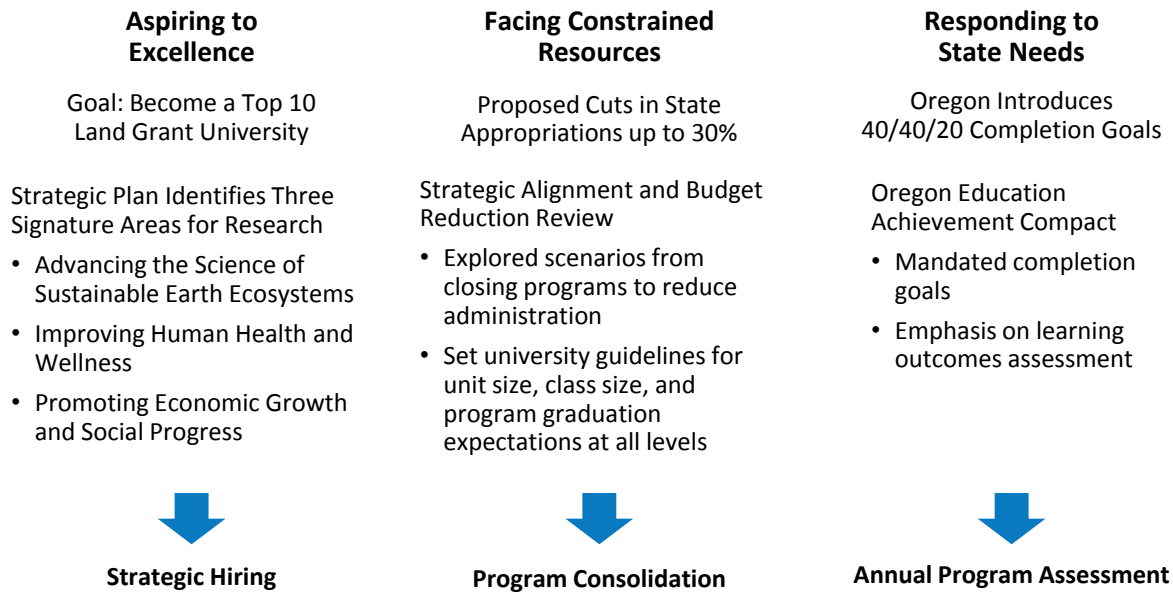 Aspiring to
Excellence
Goal: Become a Top 10
Land Grant University
Strategic Plan Identifies Three
Signature Areas for Research
• Advancing the Science of
Sustainable Earth Ecosystems
• Improving Human Health and
Wellness
• Promoting Economic Growth
and Social Progress
Strategic Hiring
Facing Constrained
Resources
Proposed Cuts in State
Appropriations up to 30%
Strategic Alignment and Budget
Reduction Review
• Explored scenarios from
closing programs to reduce
administration
• Set university guidelines for
unit size, class size, and
program graduation
expectations at all levels
Program Consolidation
Responding to
State Needs
Oregon Introduces
40/40/20 Completion Goals
Oregon Education
Achievement Compact
• Mandated completion
goals
• Emphasis on learning
outcomes assessment
Annual Program Assessment